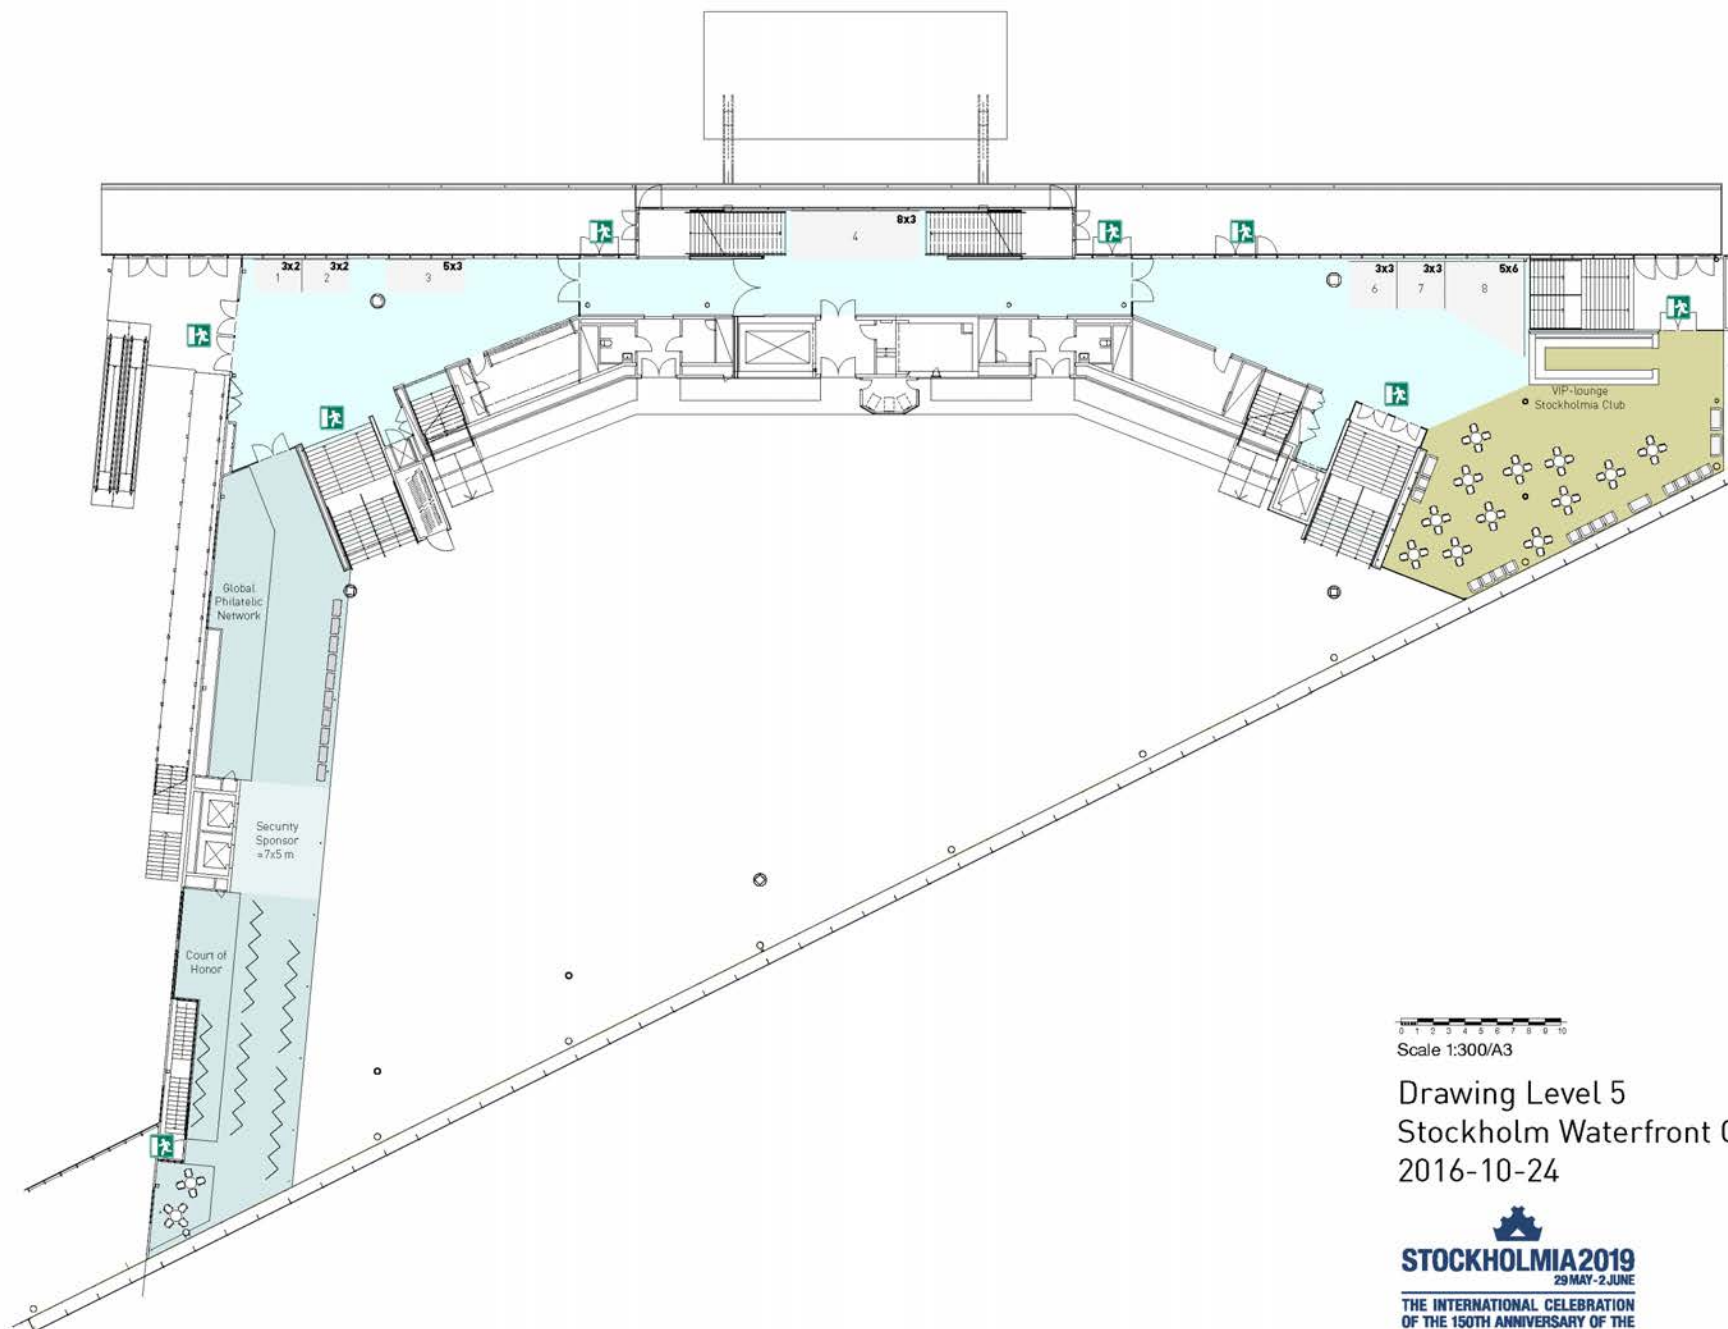 8x3
4
3x2
3x2
5x3
1
2
3
3x3
3x3
5x6
6
7
8
VIP-lounge
Stockholmia Club
Global
Philatelic
Network
Security
Sponsor
=7x5 m
Court of
Honor
0 1 2 3 4 5 6 7 8 9 10
Scale 1:300/A3
Drawing Level 5
Stockholm Waterfront
2016-10-24
STOCKHOLMIA2019
29 MAY-2 JUNE
THE INTERNATIONAL CELEBRATION
OF THE 150TH ANNIVERSARY OF THE